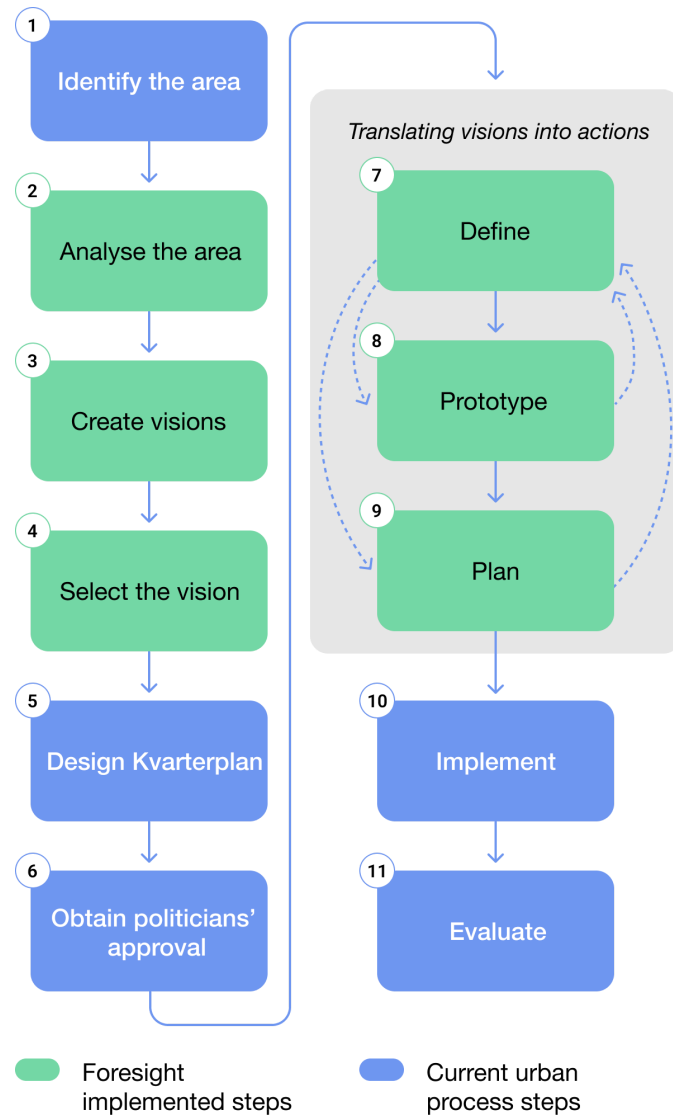 1
Identify the area
2
Analyse the area
3
Create visions
4
Select the vision
5
Design Kvarterplan
6
Obtain politicians’
approval
Translating visions into actions
7
Define
8
Prototype
9
Plan
10
Implement
11
Evaluate
Foresight
implemented steps
Current urban
process steps